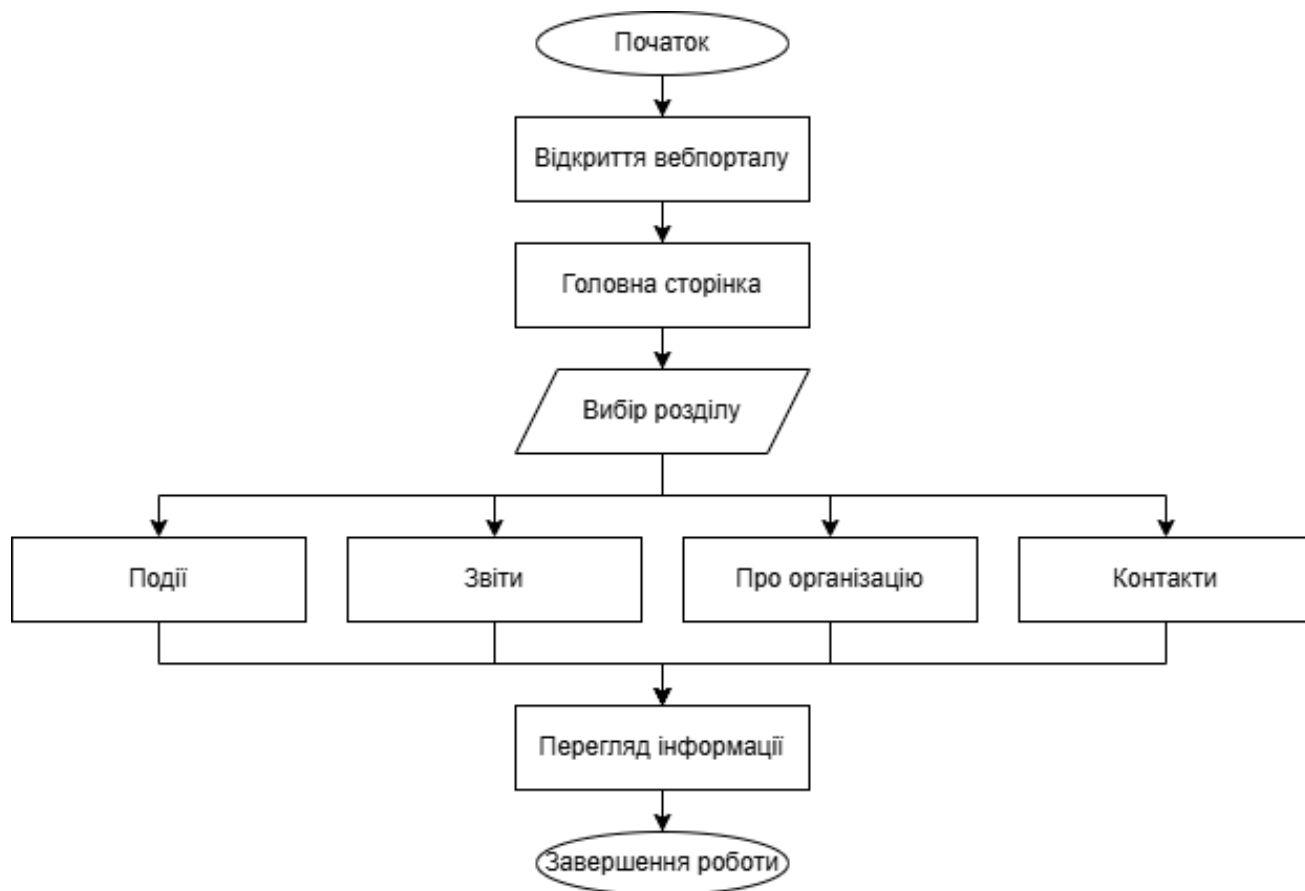 Початок
Відкриття вебпорталу
Головна сторінка
Вибір розділу
Події
Звіти
Про організацію
Контакти
Перегляд інформації
Завершення роботи